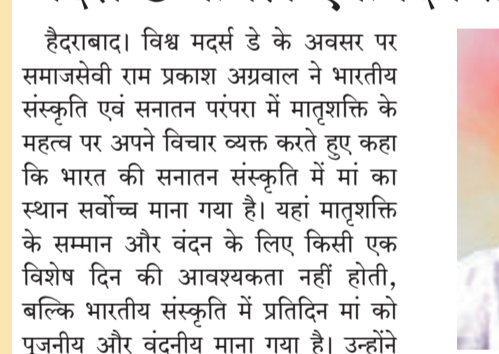 हैदराबाद। विश्व मदर्स डे के अवसर पर
समाजसेवी राम प्रकाश अग्रवाल ने भारतीय
संस्कृति एवं सनातन परंपरा में मातृशक्ति के
महत्व पर अपने विचार व्यक्त करते हुए कहा
कि भारत की सनातन संस्कृति में मां का
स्थान सर्वोच्च माना गया है। यहां मातृशक्ति
के सम्मान और वंदन के लिए किसी एक
विशेष दिन की आवश्यकता नहीं होती,
बल्कि भारतीय संस्कृति में प्रतिदिन मां को
पूजनीय और वंदनीय माना गया है। उन्होंने